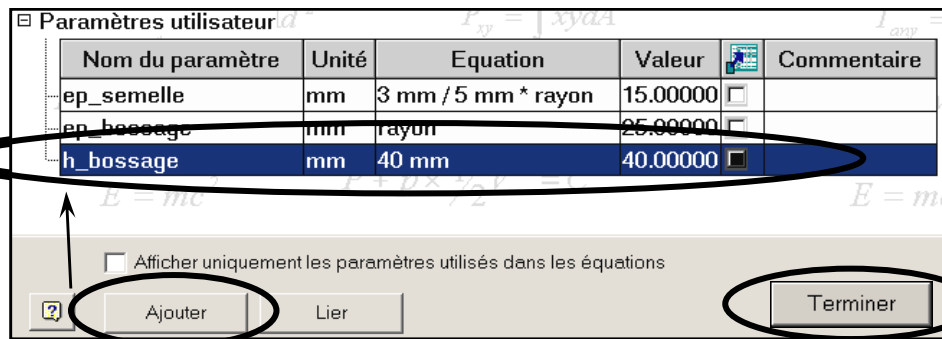 Paramètres utilisateur
Nom du paramètre Unité Equation Valeur Commentaire
ep_semelle mm 3 mm / 5 mm * rayon 15.00000
ep_bossage mm rayon 25.00000
h_bossage mm 40 mm 40.00000
Afficher uniquement les paramètres utilisés dans les équations
Ajouter Lier Terminer